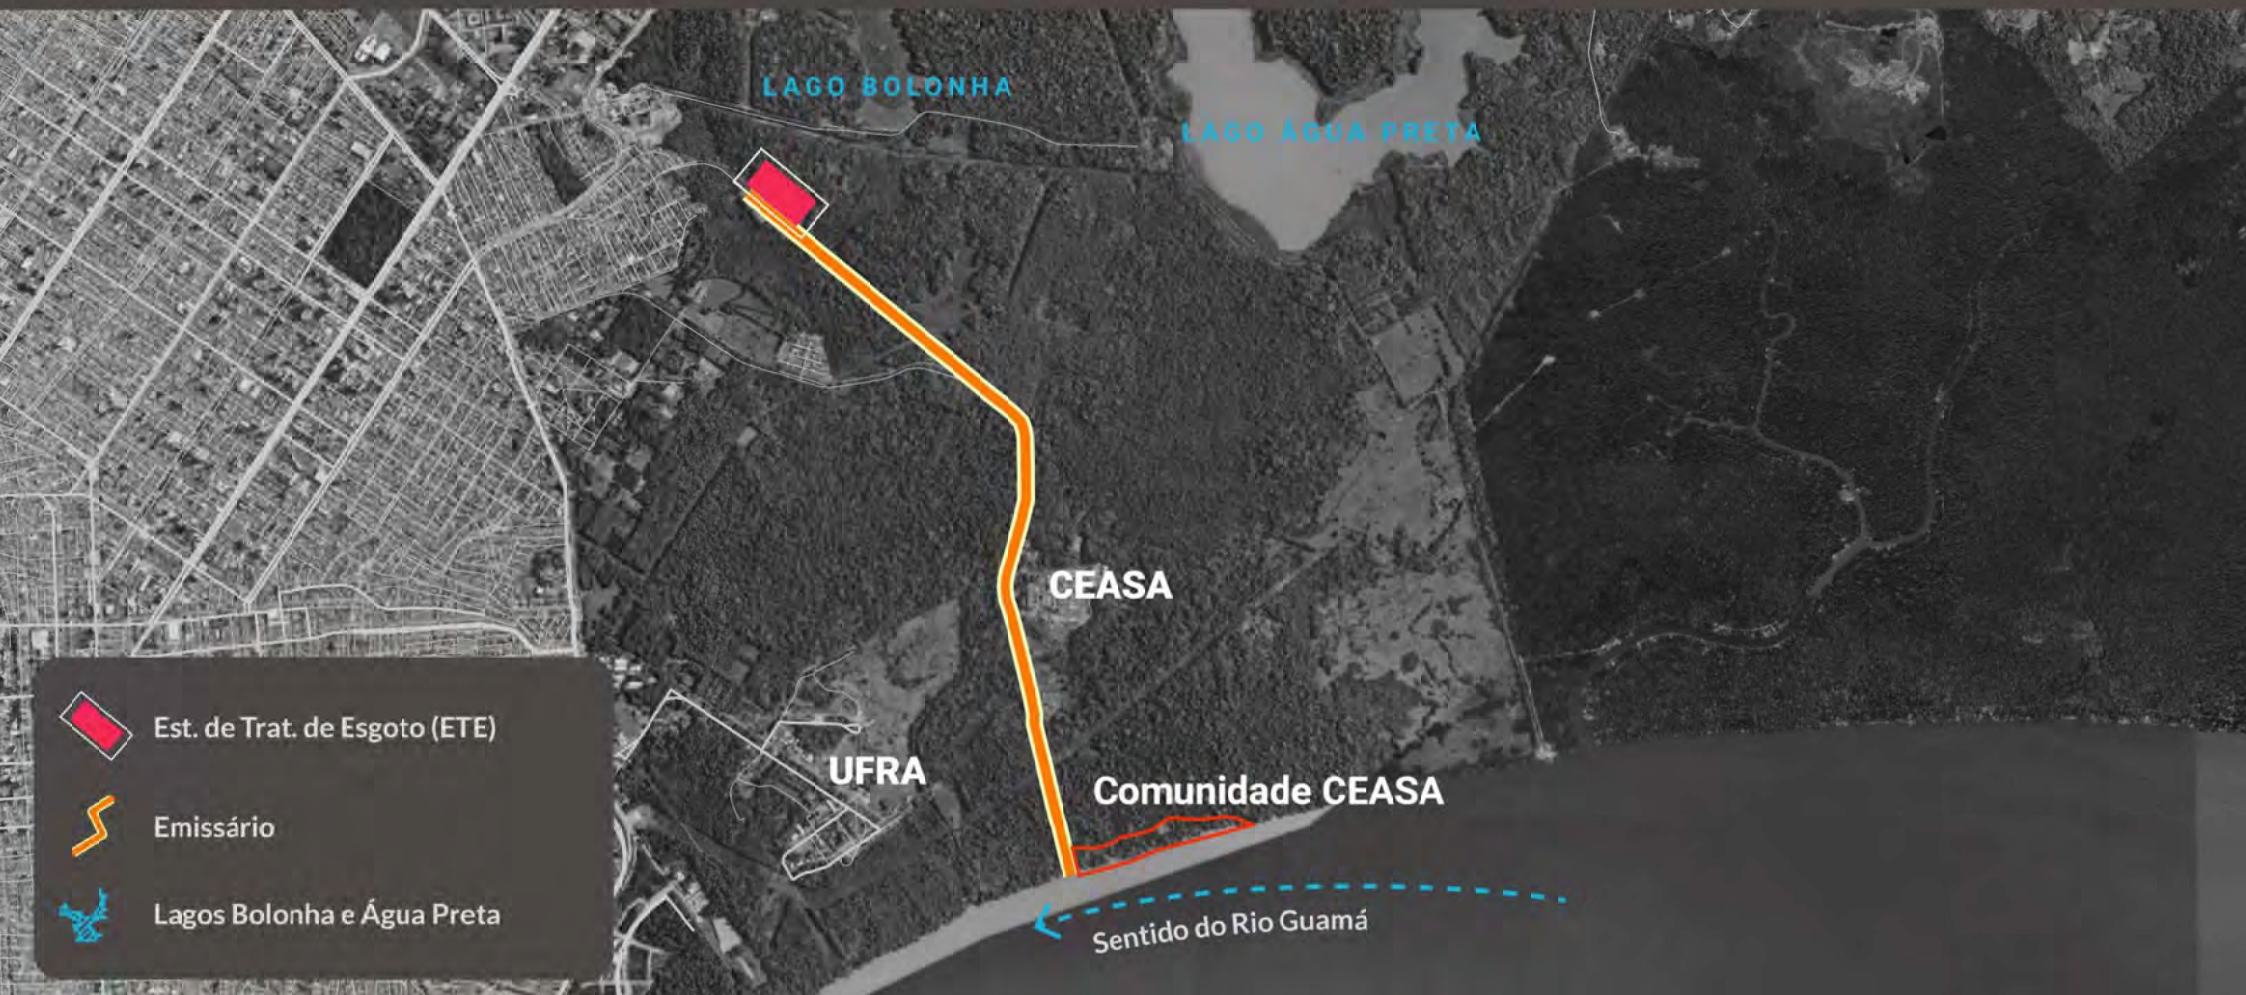 LAGO BOLONHA
LAGO ÁGUA PRETA
CEASA
UFRA
Comunidade CEASA
Sentido do Rio Guamá
Est. de Trat. de Esgoto (ETE)
Emissário
Lagos Bolonha e Água Preta